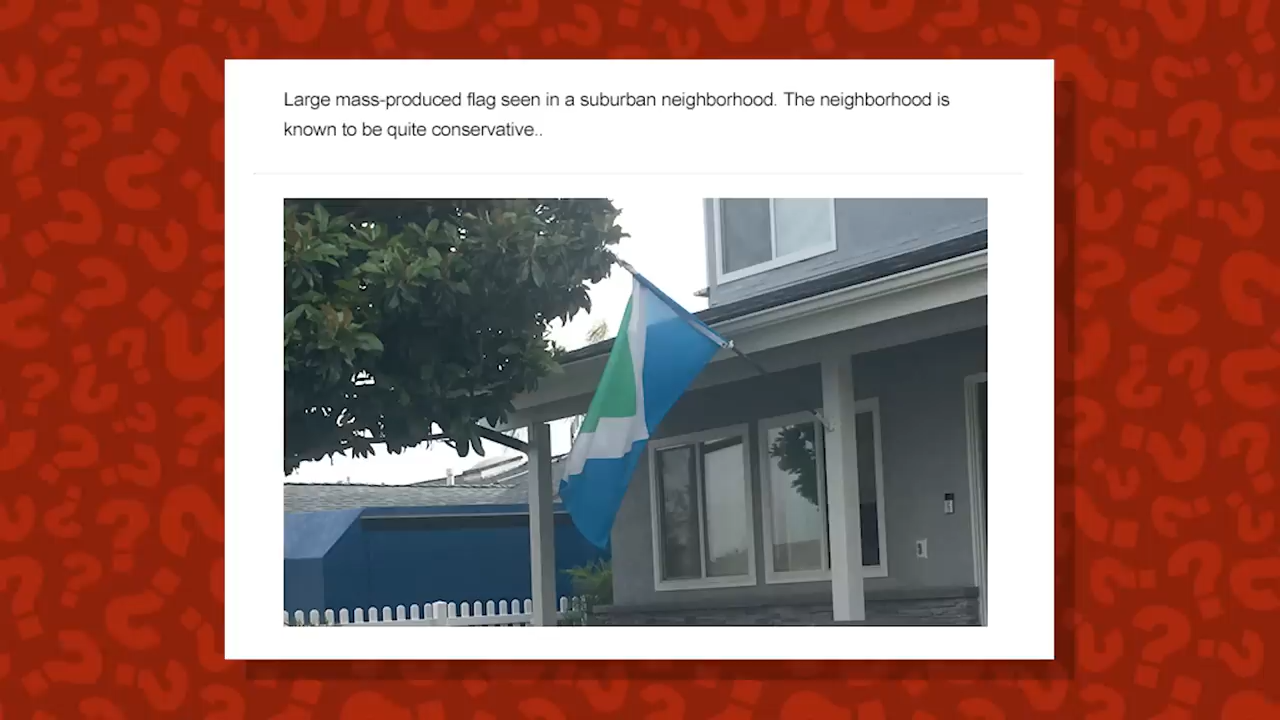 Large mass-produced flag seen in a suburban neighborhood. The neighborhood is
known to be quite conservative..